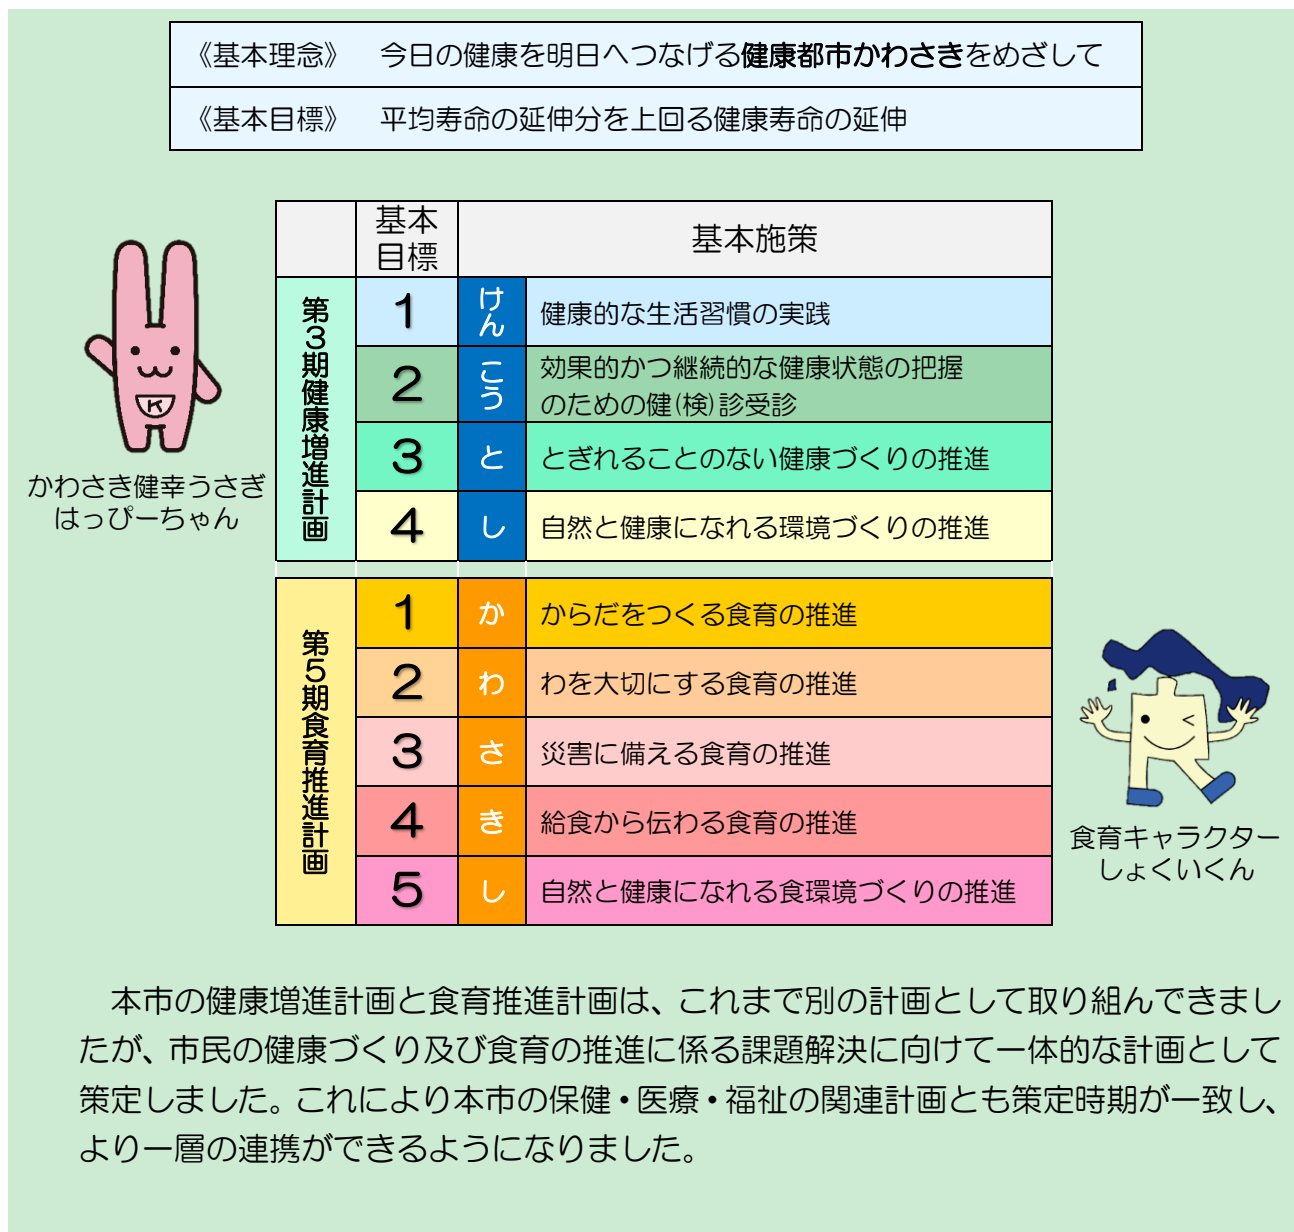 《基本理念》　今日の健康を明日へつなげる健康都市かわさきをめざして
《基本目標》　平均寿命の延伸分を上回る健康寿命の延伸
基本
目標
基本施策
第3期健康増進計画
1
けん
健康的な生活習慣の実践
2
こう
効果的かつ継続的な健康状態の把握
のための健(検)診受診
3
と
とぎれることのない健康づくりの推進
4
し
自然と健康になれる環境づくりの推進
K
かわさき健幸うさぎ
はっぴーちゃん
第5期食育推進計画
1
か
からだをつくる食育の推進
2
わ
わを大切にする食育の推進
3
さ
災害に備える食育の推進
4
き
給食から伝わる食育の推進
5
し
自然と健康になれる食環境づくりの推進
食育キャラクター
しょくいくん
本市の健康増進計画と食育推進計画は、これまで別の計画として取り組んできまし
たが、市民の健康づくり及び食育の推進に係る課題解決に向けて一体的な計画として
策定しました。これにより本市の保健・医療・福祉の関連計画とも策定時期が一致し、
より一層の連携ができるようになりました。